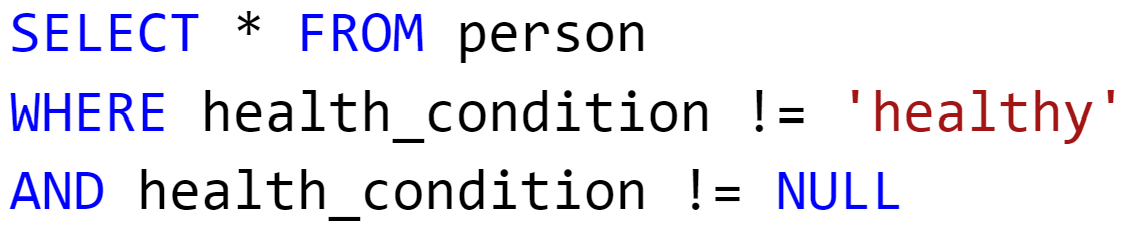 SELECT * FROM person
WHERE health_condition != 'healthy'
AND health_condition != NULL